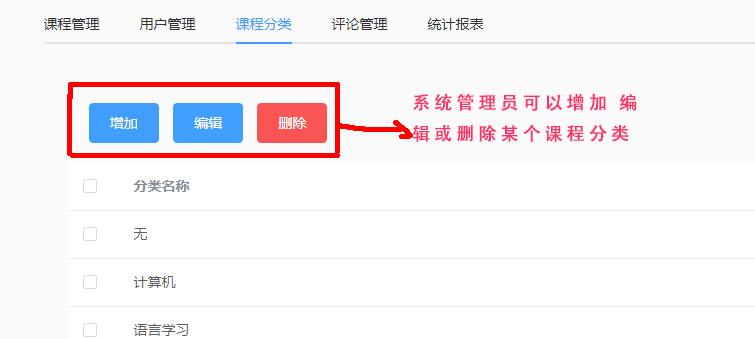 课程管理 用户管理 课程分类 评论管理 统计报表
增加 编辑 删除
系统管理员可以增加 编
辑或删除某个课程分类
分类名称
无
计算机
语言学习